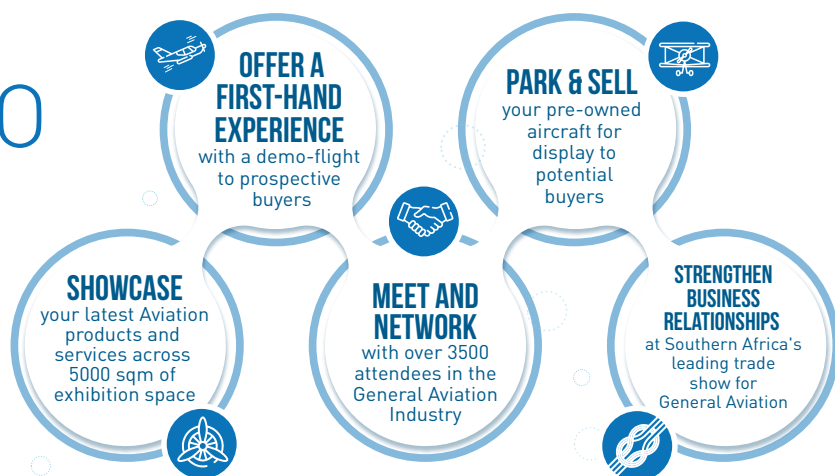 OFFER A
FIRST-HAND
EXPERIENCE
with a demo-flight
to prospective
buyers
PARK & SELL
your pre-owned
aircraft for
display to
potential
buyers
SHOWCASE
your latest Aviation
products and
services across
5000 sqm of
exhibition space
MEET AND
NETWORK
with over 3500
attendees in the
General Aviation
Industry
STRENGTHEN
BUSINESS
RELATIONSHIPS
at Southern Africa's
leading trade
show for
General Aviation